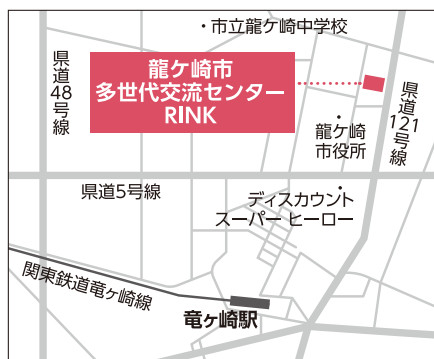 ・市立龍ケ崎中学校
県道48号線
龍ケ崎市
多世代交流センター
RINK
県道121号線
龍ケ崎
市役所
県道5号線
ディスカウント
スーパー ヒーロー
関東鉄道竜ヶ崎線
竜ヶ崎駅